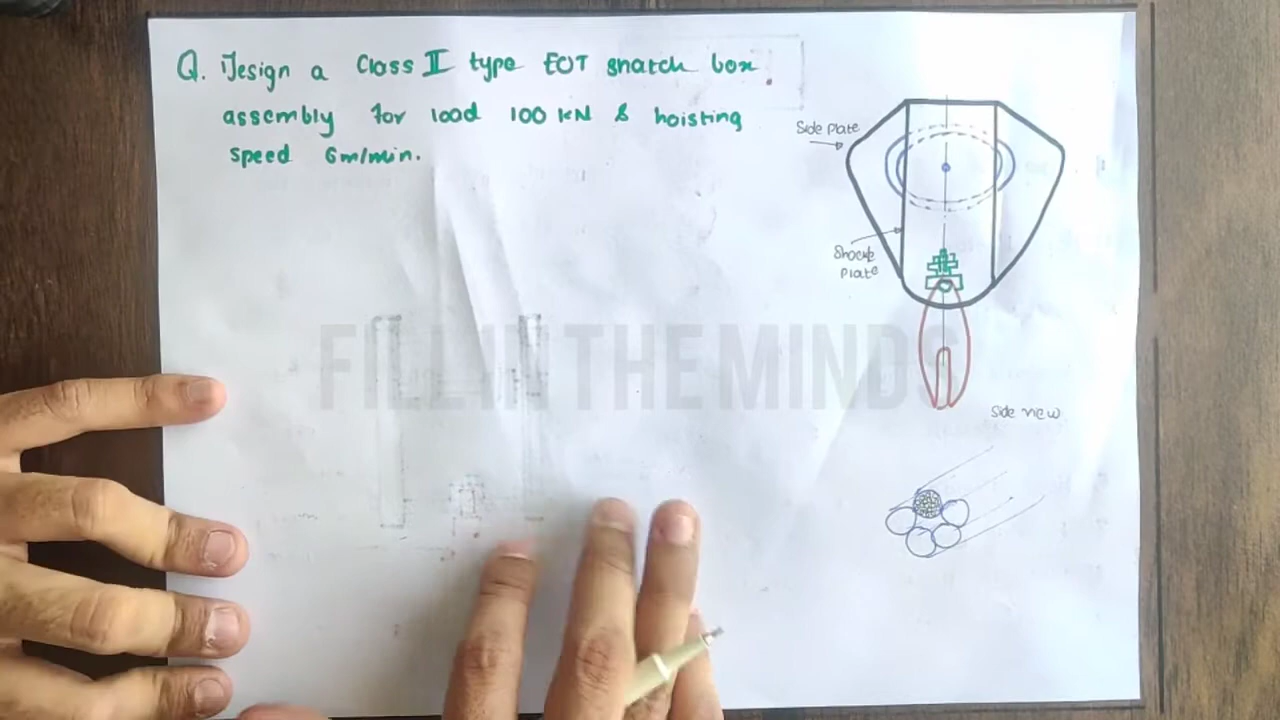 Q. Design a Class II type EOT snatch box.
assembly for load 100 kN & hoisting
speed 6m/min.
Side Plate
Shock
Plate
FILL IN THE MINDS
Side view